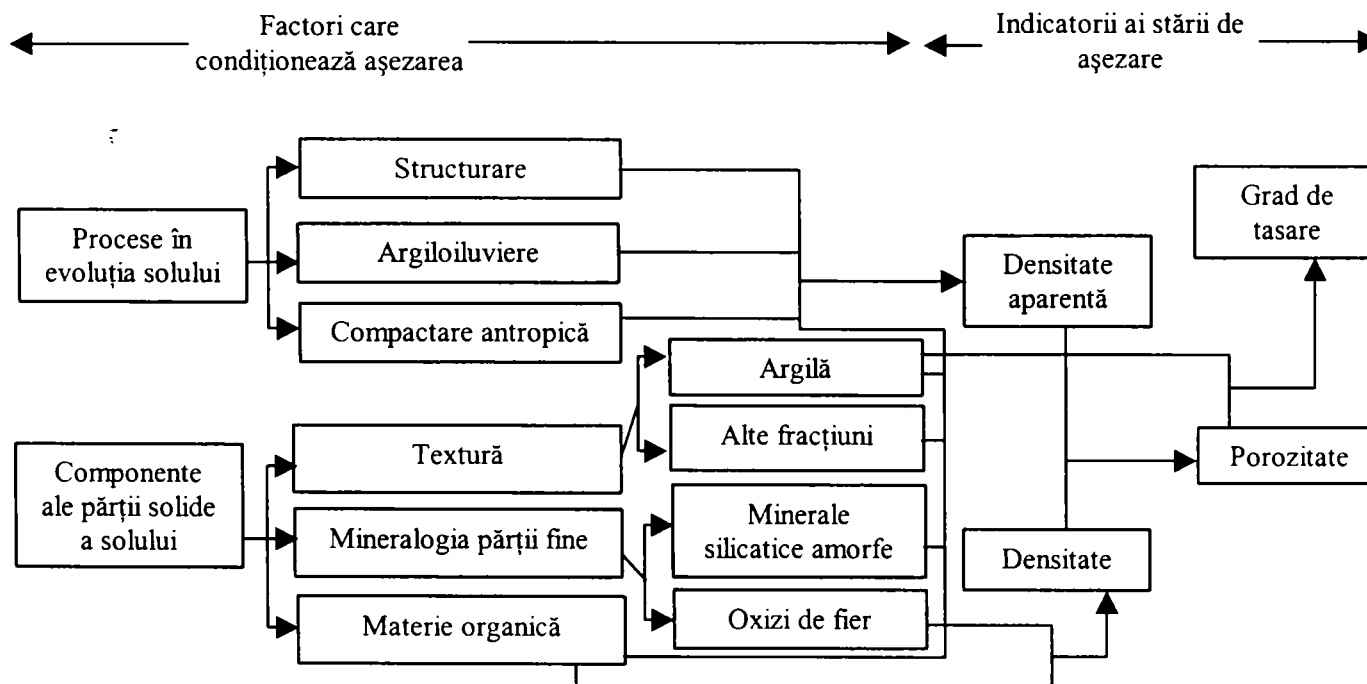 Factori care
condiționează așezarea
Indicatorii ai stării de
așezare
Structurare
Procese în
evoluția solului
Argiloiluviere
Compactare antropică
Densitate
aparentă
Grad de
tasare
Argilă
Alte fracțiuni
Textură
Componente
ale părții solide
a solului
Mineralogia părții fine
Minerale
silicatice amorfe
Porozitate
Densitate
Materie organică
Oxizi de fier